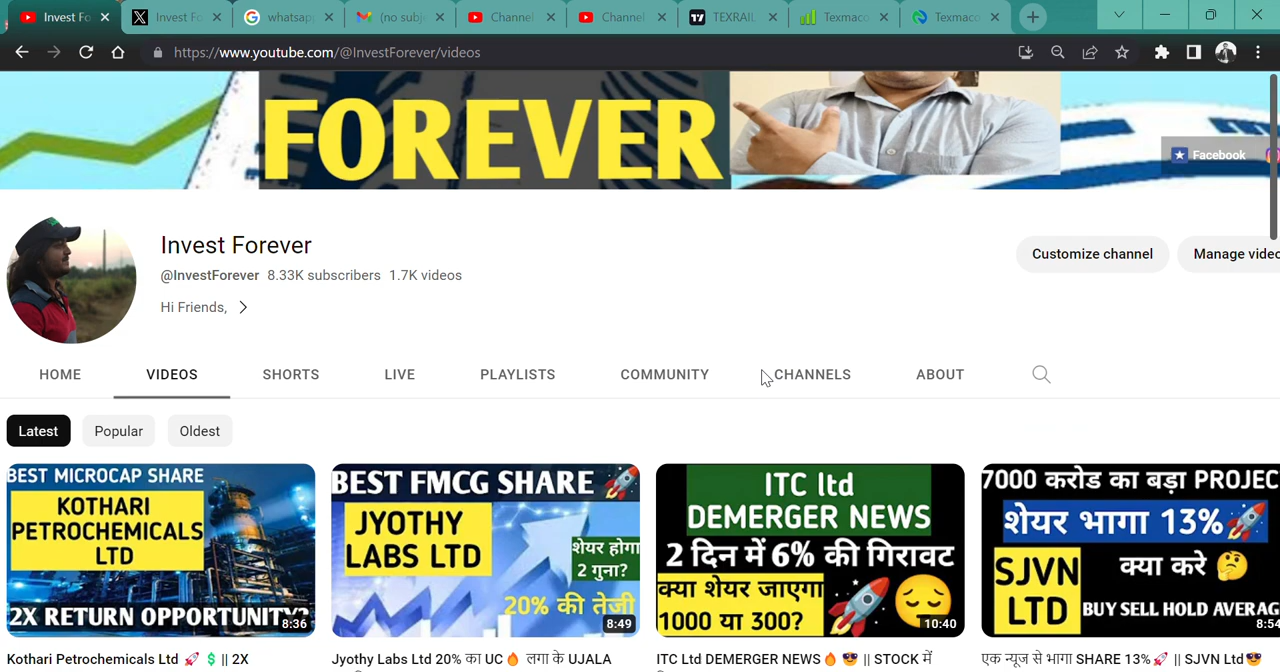 Invest Fo
Invest Fo
whatsap
(no subj
Channel
Channel
TEXRAIL
Texmaco
Texmaco
https://www.youtube.com/@InvestForever/videos
FOREVER
Facebook
Invest Forever
@InvestForever 8.33K subscribers 1.7K videos
Customize channel
Manage videc
Hi Friends,
HOME
VIDEOS
SHORTS
LIVE
PLAYLISTS
COMMUNITY
CHANNELS
ABOUT
Latest
Popular
Oldest
BEST MICROCAP SHARE
KOTHARI
PETROCHEMICALS
LTD
2X RETURN OPPORTUNITY?
8:36
BEST FMCG SHARE 🚀
JYOTHY
LABS LTD
शेयर होगा
2 गुना?
20% की तेजी
8:49
ITC ltd
DEMERGER NEWS
2 दिन में 6% की गिरावट
क्या शेयर जाएगा
1000 या 300?
10:40
7000 करोड का बड़ा PROJEC
शेयर भागा 13% 🚀
SJVN
LTD
क्या करे 🤔
BUY SELL HOLD AVERAG
8:54
Kothari Petrochemicals Ltd 🚀 💲 || 2X
Jyothy Labs Ltd 20% का UC🔥 लगा के UJALA
ITC Ltd DEMERGER NEWS🔥 😎 || STOCK में
एक न्यूज से भागा SHARE 13%🚀 || SJVN Ltd😎